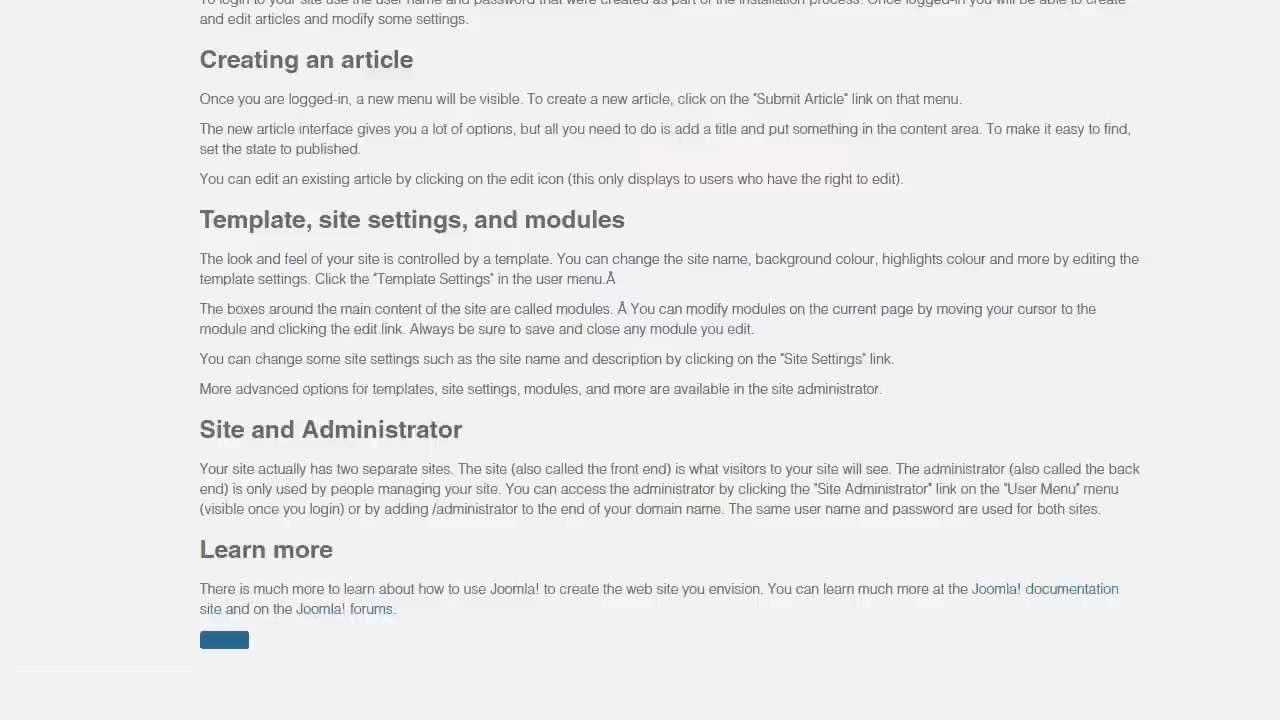 To login to your site use the user name and password that were created as part of the installation process. Once logged-in you will be able to create
and edit articles and modify some settings.
Creating an article
Once you are logged-in, a new menu will be visible. To create a new article, click on the "Submit Article" link on that menu.
The new article interface gives you a lot of options, but all you need to do is add a title and put something in the content area. To make it easy to find,
set the state to published.
You can edit an existing article by clicking on the edit icon (this only displays to users who have the right to edit).
Template, site settings, and modules
The look and feel of your site is controlled by a template. You can change the site name, background colour, highlights colour and more by editing the
template settings. Click the "Template Settings" in the user menu.Â
The boxes around the main content of the site are called modules. Â You can modify modules on the current page by moving your cursor to the
module and clicking the edit link. Always be sure to save and close any module you edit.
You can change some site settings such as the site name and description by clicking on the "Site Settings" link.
More advanced options for templates, site settings, modules, and more are available in the site administrator.
Site and Administrator
Your site actually has two separate sites. The site (also called the front end) is what visitors to your site will see. The administrator (also called the back
end) is only used by people managing your site. You can access the administrator by clicking the "Site Administrator" link on the "User Menu" menu
(visible once you login) or by adding /administrator to the end of your domain name. The same user name and password are used for both sites.
Learn more
There is much more to learn about how to use Joomla! to create the web site you envision. You can learn much more at the Joomla! documentation
site and on the Joomla! forums.